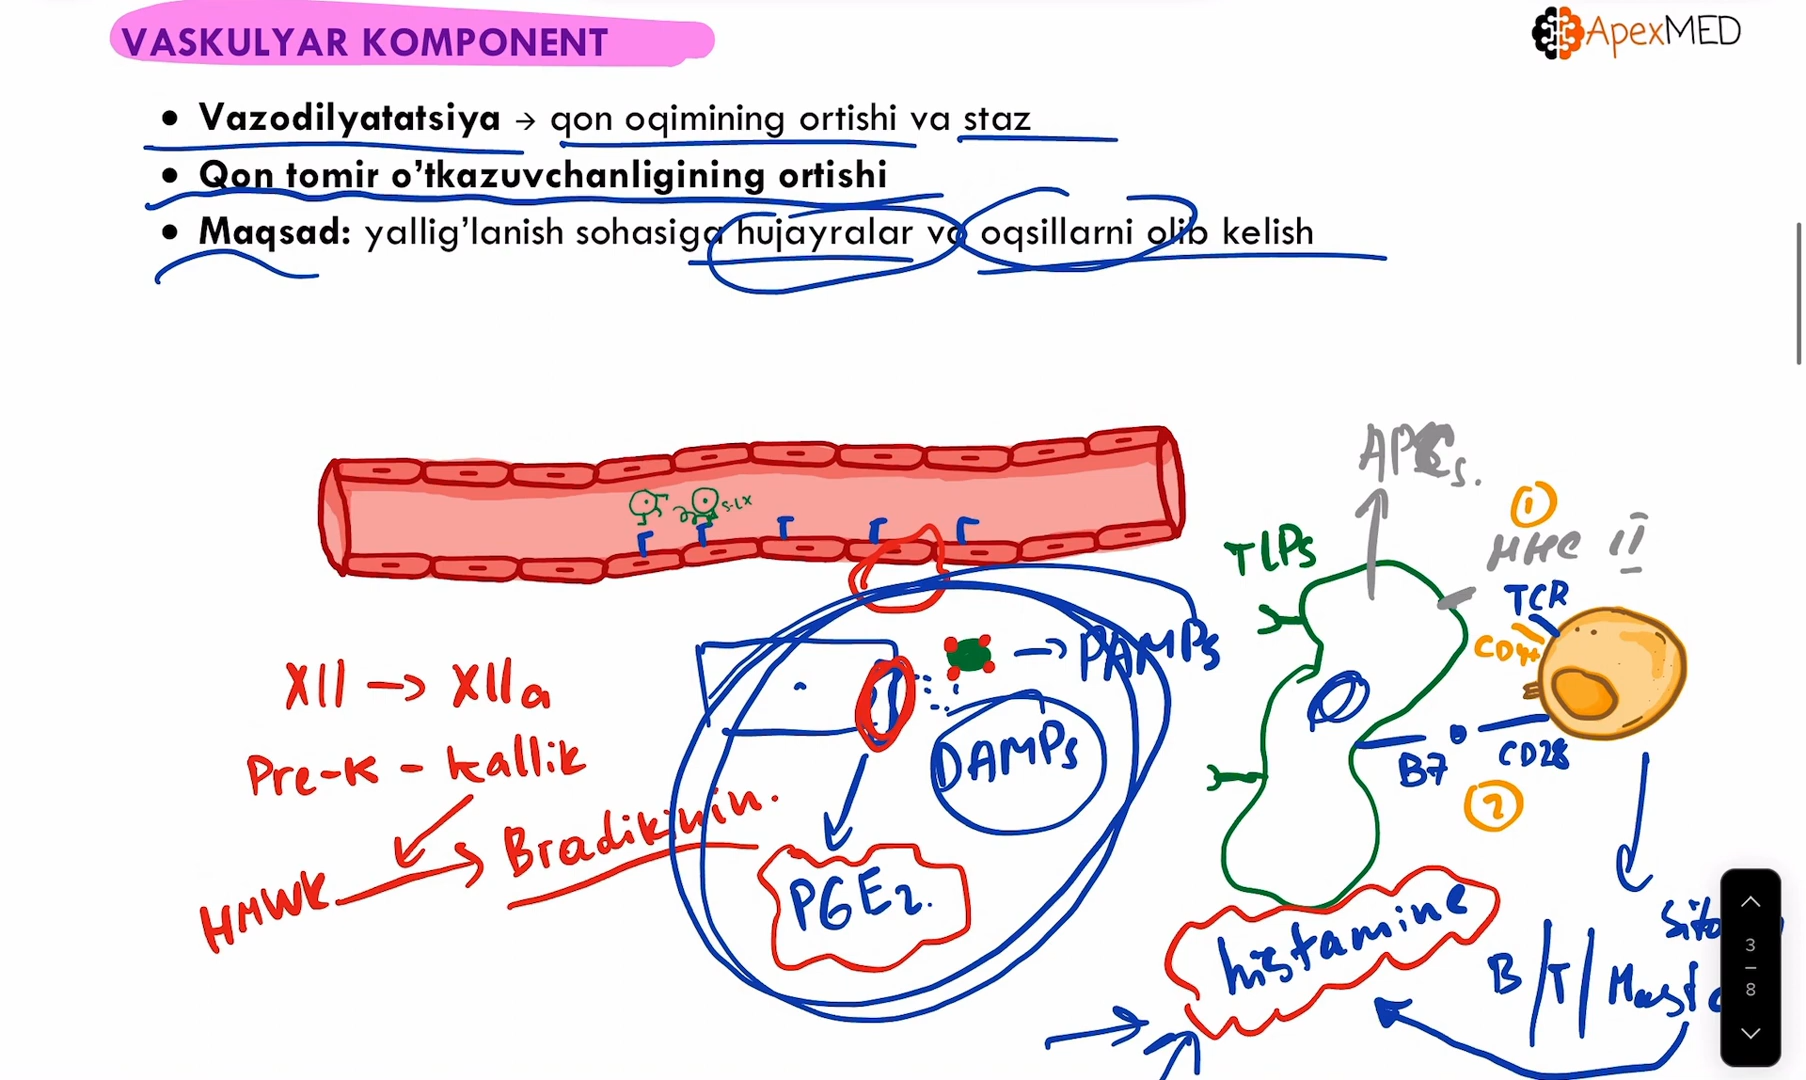 VASKULYAR KOMPONENT
ApexMED
• Vazodilyatatsiya → qon oqimining ortishi va staz
• Qon tomir o'tkazuvchanligining ortishi
• Maqsad: yallig'lanish sohasiga hujayralar va oqsillarni olib kelish
APCs.
S-LX
1
MHC II
TLPs
TCR
CD4+
→ PAMPs
XII → XIIa
DAMPs
B7
CD28
2
Pre-K - kallik
HMWK → Bradikinin.
PGE2.
histamine
B/T/
3
8